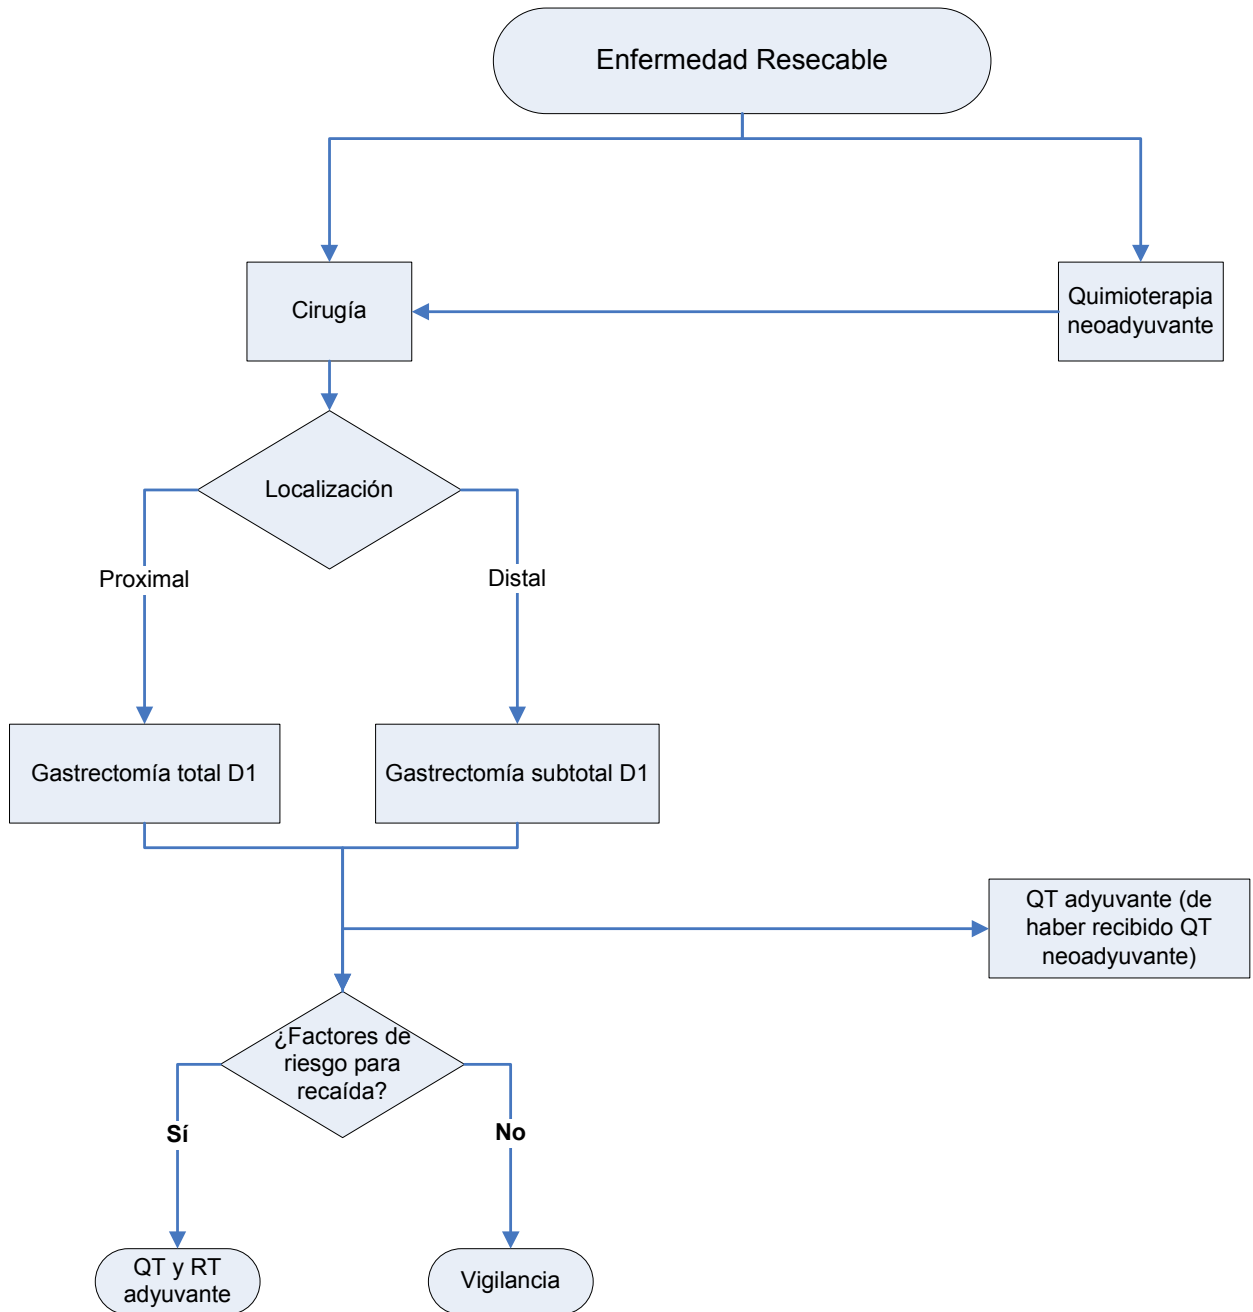 Enfermedad Resecable
Cirugía
Quimioterapia
neoadyuvante
Localización
Proximal
Distal
Gastrectomía total D1
Gastrectomía subtotal D1
QT adyuvante (de
haber recibido QT
neoadyuvante)
¿Factores de
riesgo para
recaída?
Sí
No
QT y RT
adyuvante
Vigilancia